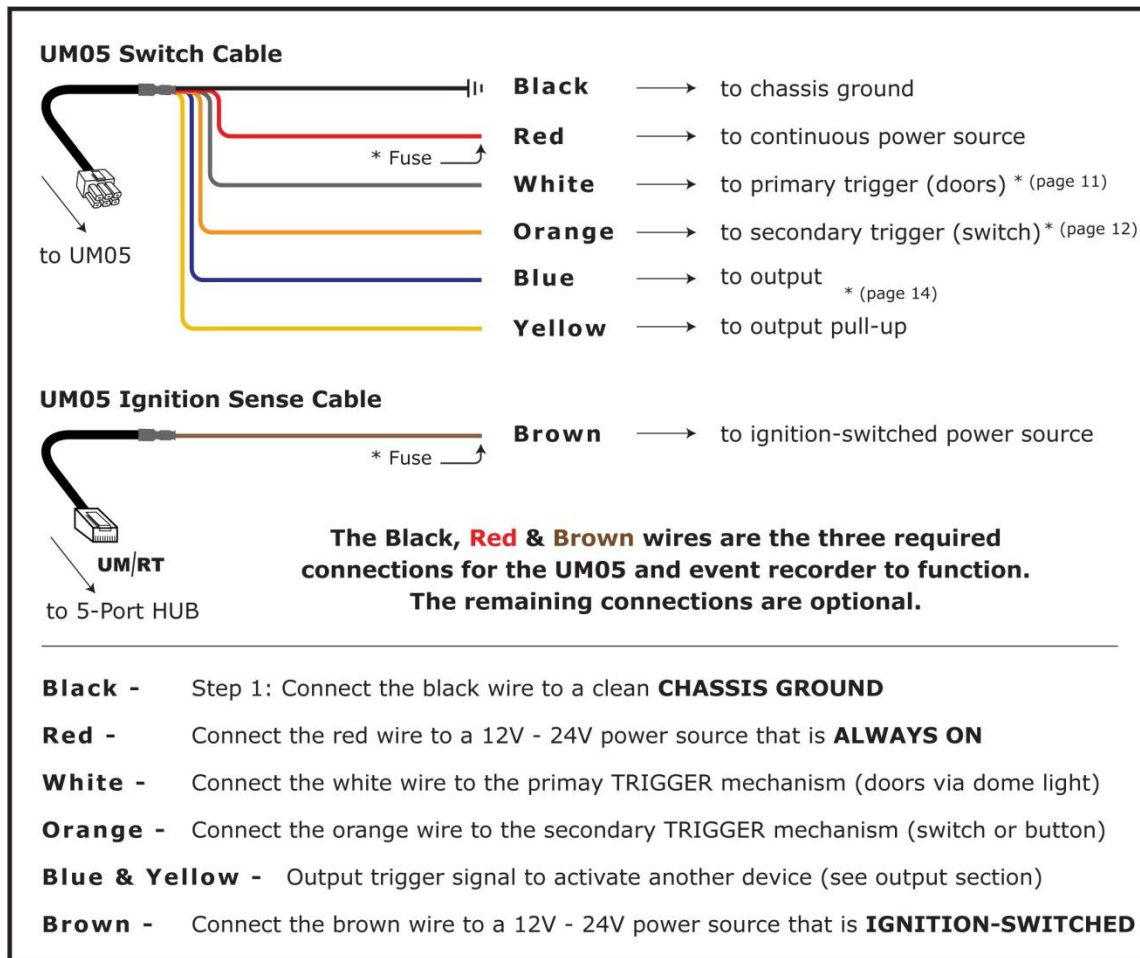 UM05 Switch Cable
Black to chassis ground
* Fuse Red to continuous power source
White to primary trigger (doors) * (page 11)
Orange to secondary trigger (switch) * (page 12)
to UM05
Blue to output
* (page 14)
Yellow to output pull-up
UM05 Ignition Sense Cable
Brown to ignition-switched power source
* Fuse
UM/RT
to 5-Port HUB
The Black, Red & Brown wires are the three required
connections for the UM05 and event recorder to function.
The remaining connections are optional.
Black - Step 1: Connect the black wire to a clean CHASSIS GROUND
Red - Connect the red wire to a 12V - 24V power source that is ALWAYS ON
White - Connect the white wire to the primay TRIGGER mechanism (doors via dome light)
Orange - Connect the orange wire to the secondary TRIGGER mechanism (switch or button)
Blue & Yellow - Output trigger signal to activate another device (see output section)
Brown - Connect the brown wire to a 12V - 24V power source that is IGNITION-SWITCHED